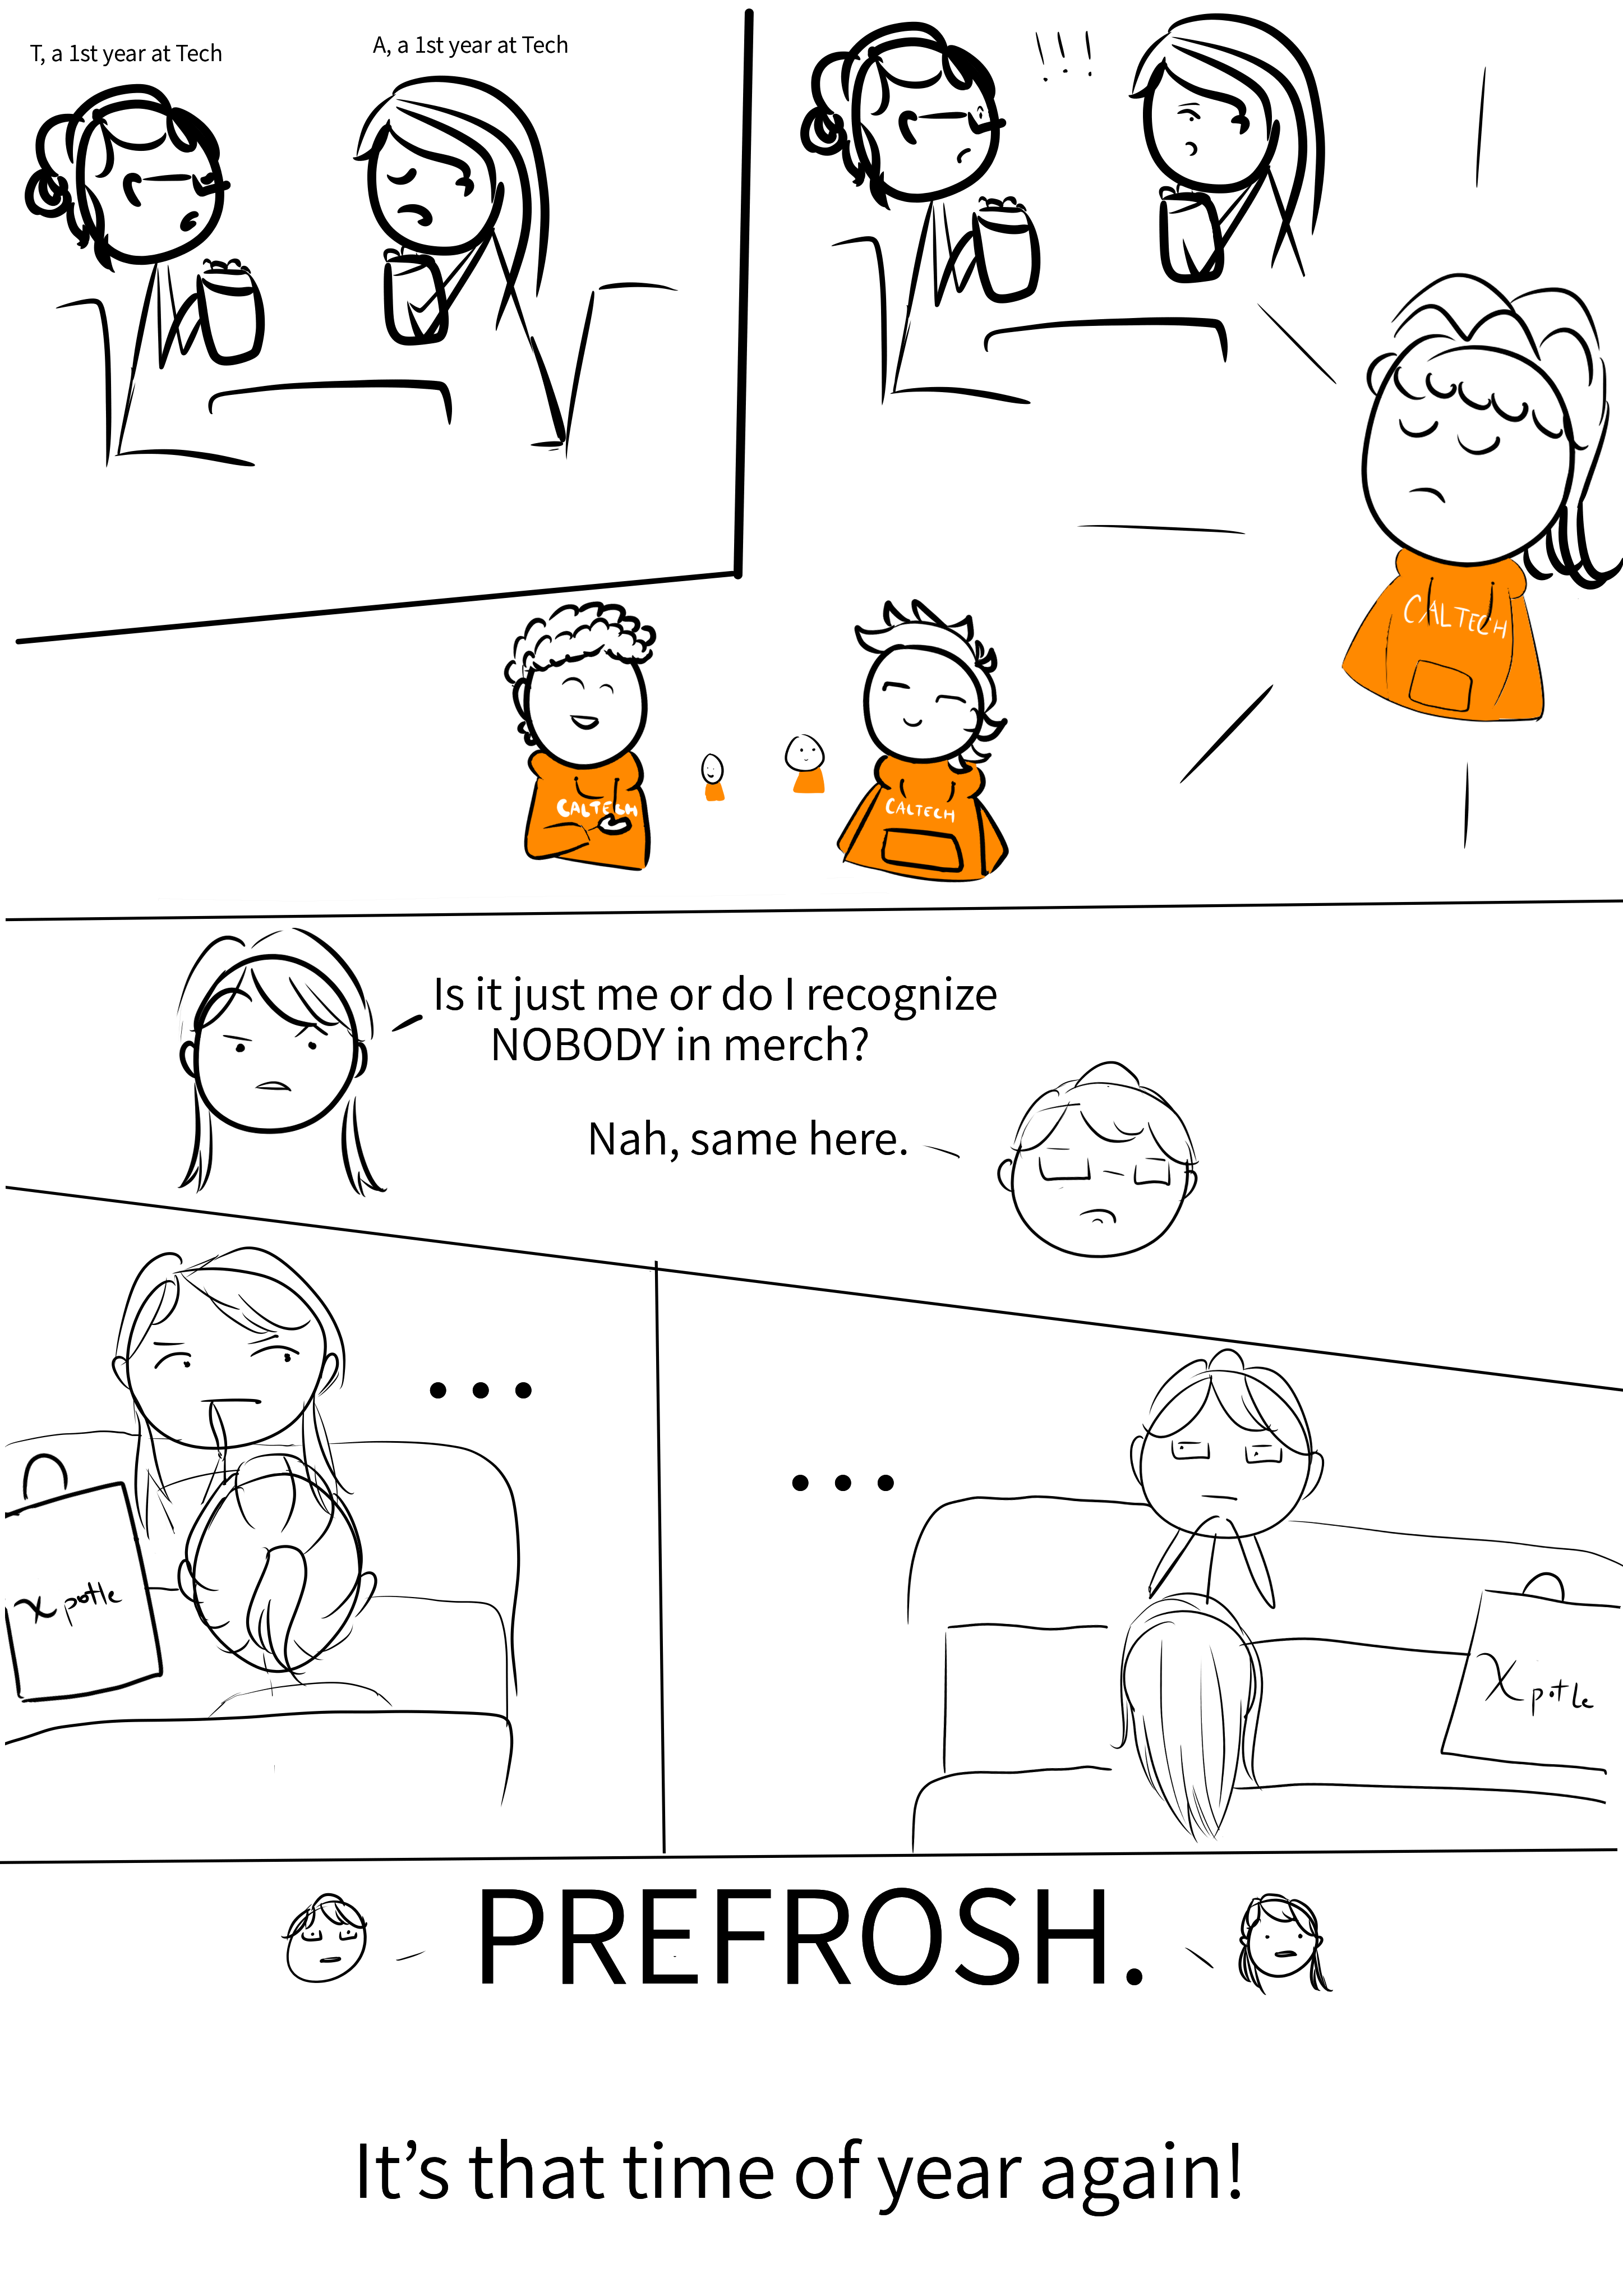 T, a 1st year at Tech
A, a 1st year at Tech
! ! !
CALTECH
CALTECH
CALTECH
Is it just me or do I recognize
NOBODY in merch?
Nah, same here.
...
Xpotle
...
Xpotle
PREFROSH.
It’s that time of year again!